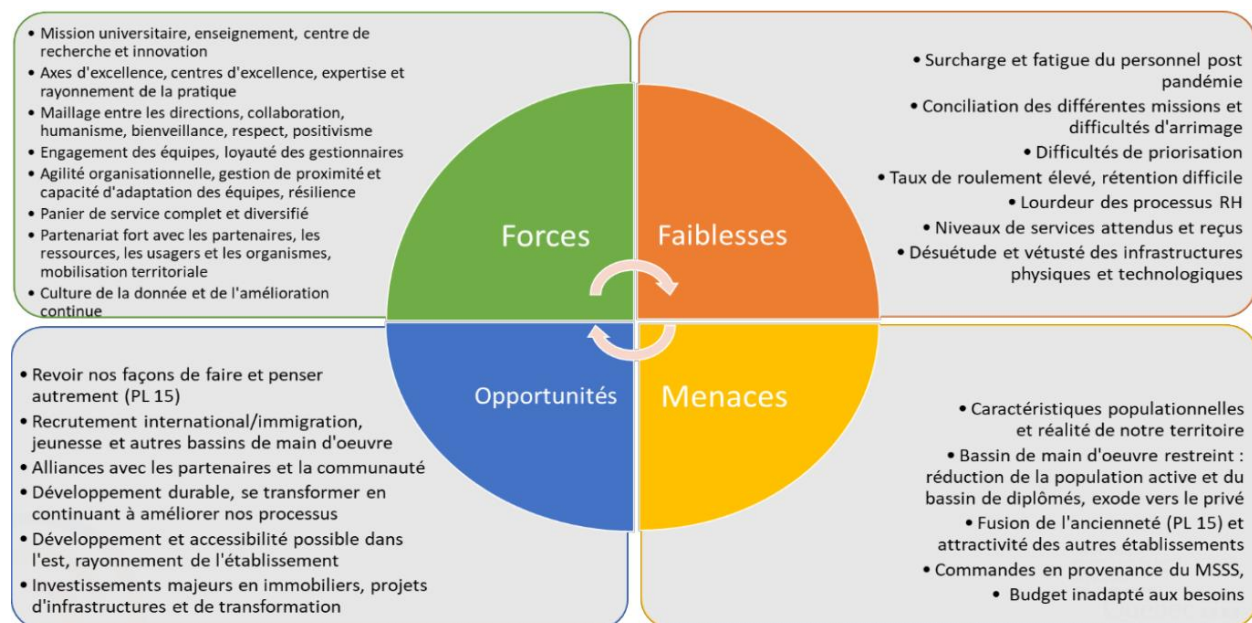 • Mission universitaire, enseignement, centre de
recherche et innovation
• Axes d'excellence, centres d'excellence, expertise et
rayonnement de la pratique
• Maillage entre les directions, collaboration,
humanisme, bienveillance, respect, positivisme
• Engagement des équipes, loyauté des gestionnaires
• Agilité organisationnelle, gestion de proximité et
capacité d'adaptation des équipes, résilience
• Panier de service complet et diversifié
• Partenariat fort avec les partenaires, les
ressources, les usagers et les organismes,
mobilisation territoriale
• Culture de la donnée et de l'amélioration
continue
Forces
Faiblesses
• Surcharge et fatigue du personnel post
pandémie
• Conciliation des différentes missions et
difficultés d'arrimage
• Difficultés de priorisation
• Taux de roulement élevé, rétention difficile
• Lourdeur des processus RH
• Niveaux de services attendus et reçus
• Désuétude et vétusté des infrastructures
physiques et technologiques
• Revoir nos façons de faire et penser
autrement (PL 15)
• Recrutement international/immigration,
jeunesse et autres bassins de main d'oeuvre
• Alliances avec les partenaires et la communauté
• Développement durable, se transformer en
continuant à améliorer nos processus
• Développement et accessibilité possible dans
l'est, rayonnement de l'établissement
• Investissements majeurs en immobiliers, projets
d'infrastructures et de transformation
Opportunités
Menaces
• Caractéristiques populationnelles
et réalité de notre territoire
• Bassin de main d'oeuvre restreint :
réduction de la population active et du
bassin de diplômés, exode vers le privé
• Fusion de l'ancienneté (PL 15) et
attractivité des autres établissements
• Commandes en provenance du MSSS,
• Budget inadapté aux besoins